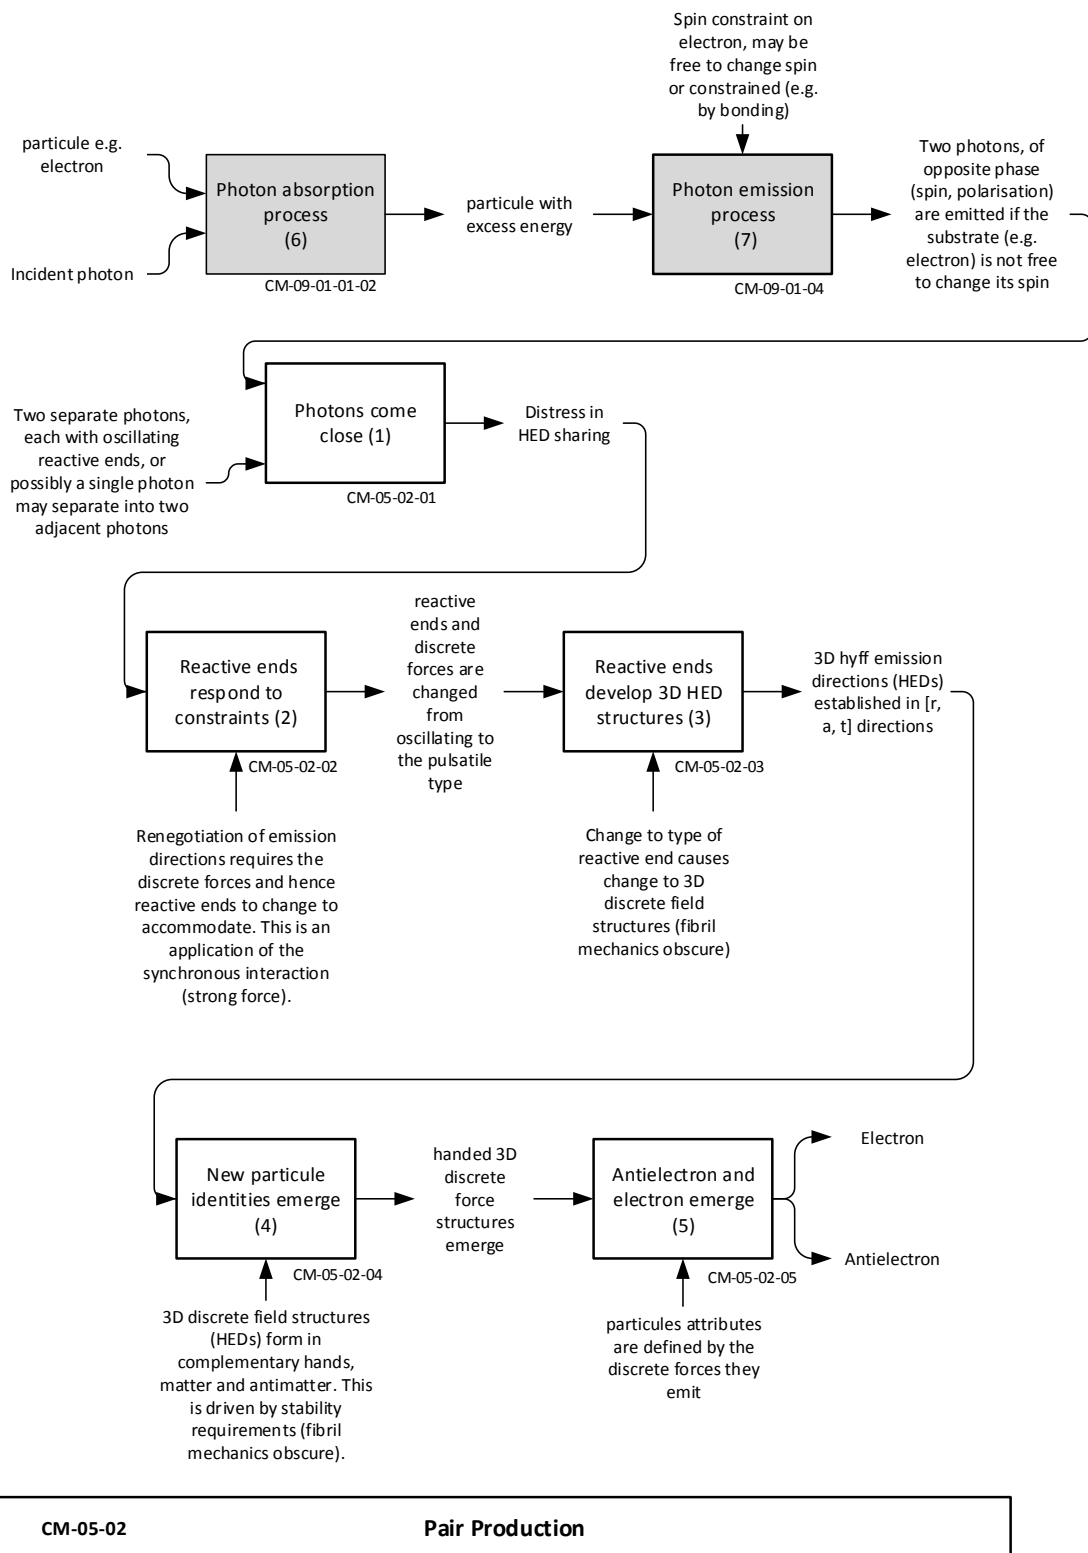 Spin constraint on
electron, may be
free to change spin
or constrained (e.g.
by bonding)
particule e.g.
electron
Incident photon
Photon absorption
process
(6)
CM-09-01-01-02
particule with
excess energy
Photon emission
process
(7)
CM-09-01-04
Two photons, of
opposite phase
(spin, polarisation)
are emitted if the
substrate (e.g.
electron) is not free
to change its spin
Two separate photons,
each with oscillating
reactive ends, or
possibly a single photon
may separate into two
adjacent photons
Photons come
close (1)
CM-05-02-01
Distress in
HED sharing
Reactive ends
respond to
constraints (2)
CM-05-02-02
Renegotiation of emission
directions requires the
discrete forces and hence
reactive ends to change to
accommodate. This is an
application of the
synchronous interaction
(strong force).
reactive
ends and
discrete
forces are
changed
from
oscillating to
the pulsatile
type
Reactive ends
develop 3D HED
structures (3)
CM-05-02-03
Change to type of
reactive end causes
change to 3D
discrete field
structures (fibril
mechanics obscure)
3D hyff emission
directions (HEDs)
established in [r,
a, t] directions
New particule
identities emerge
(4)
CM-05-02-04
3D discrete field structures
(HEDs) form in
complementary hands,
matter and antimatter. This
is driven by stability
requirements (fibril
mechanics obscure).
handed 3D
discrete
force
structures
emerge
Antielectron and
electron emerge
(5)
CM-05-02-05
particules attributes
are defined by the
discrete forces they
emit
Electron
Antielectron
CM-05-02
Pair Production